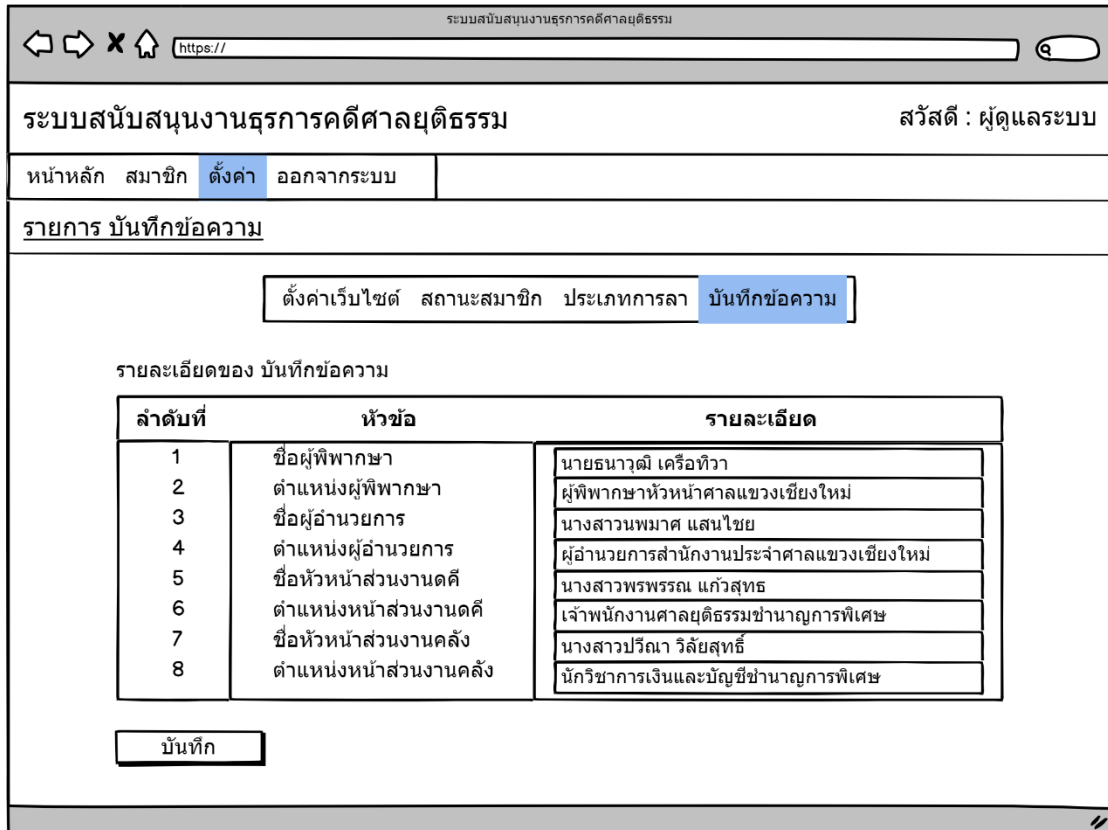 ระบบสนับสนุนงานธุรการคดีศาลยุติธรรม
https://
ระบบสนับสนุนงานธุรการคดีศาลยุติธรรม สวัสดี : ผู้ดูแลระบบ
หน้าหลัก สมาชิก ตั้งค่า ออกจากระบบ
รายการ บันทึกข้อความ
ตั้งค่าเว็บไซต์ สถานะสมาชิก ประเภทการลา บันทึกข้อความ
รายละเอียดของ บันทึกข้อความ
ลำดับที่ หัวข้อ รายละเอียด
1 ชื่อผู้พิพากษา นายธนาวุฒิ เครือทิวา
2 ตำแหน่งผู้พิพากษา ผู้พิพากษาหัวหน้าศาลแขวงเชียงใหม่
3 ชื่อผู้อำนวยการ นางสาวนพมาศ แสนไชย
4 ตำแหน่งผู้อำนวยการ ผู้อำนวยการสำนักงานประจำศาลแขวงเชียงใหม่
5 ชื่อหัวหน้าส่วนงานดคี นางสาวพรพรรณ แก้วสุทธ
6 ตำแหน่งหน้าส่วนงานดคี เจ้าพนักงานศาลยุติธรรมชำนาญการพิเศษ
7 ชื่อหัวหน้าส่วนงานคลัง นางสาวปวีณา วิลัยสุทธิ์
8 ตำแหน่งหน้าส่วนงานคลัง นักวิชาการเงินและบัญชีชำนาญการพิเศษ
บันทึก